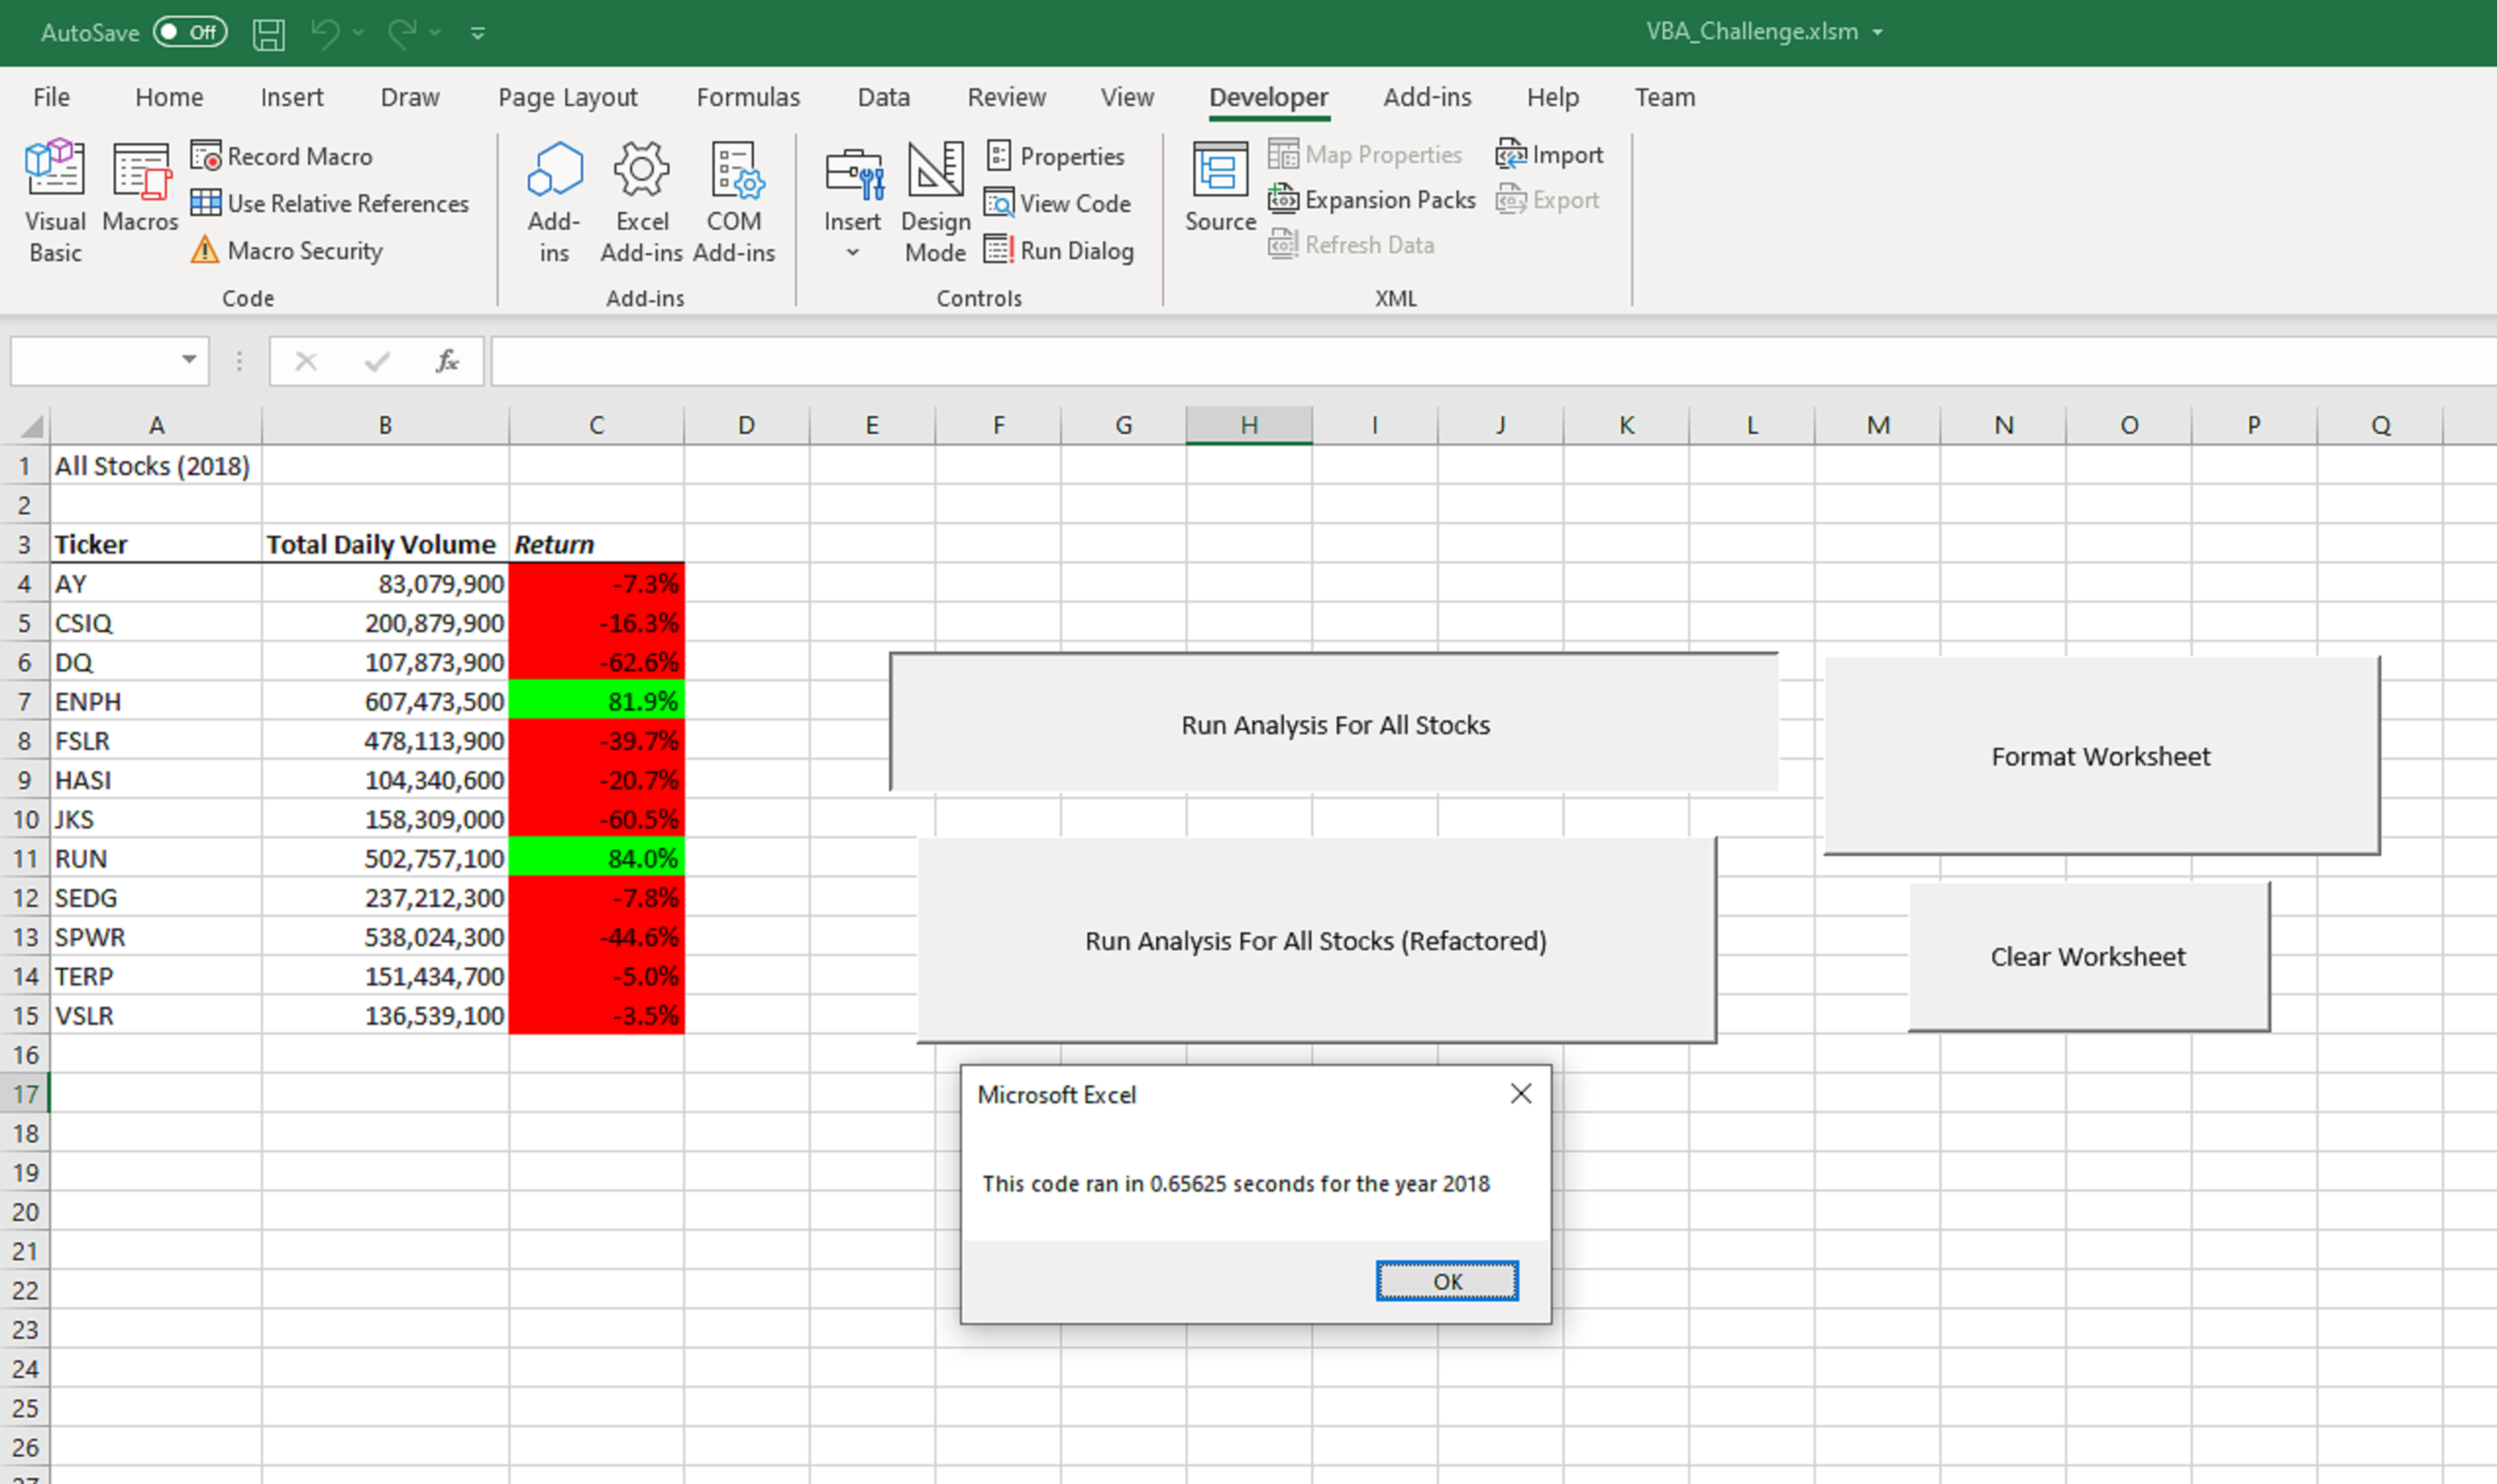 AutoSave Off VBA_Challenge.xlsm
File Home Insert Draw Page Layout Formulas Data Review View Developer Add-ins Help Team
Visual Basic
Macros
Record Macro
Use Relative References
Macro Security
Code
Add-ins
Excel Add-ins
COM Add-ins
Add-ins
Insert
Design Mode
Properties
View Code
Run Dialog
Controls
Source
Map Properties
Expansion Packs
Refresh Data
Import
Export
XML
fx
A B C D E F G H I J K L M N O P Q
1 All Stocks (2018)
2
3 Ticker Total Daily Volume Return
4 AY 83,079,900 -7.3%
5 CSIQ 200,879,900 -16.3%
6 DQ 107,873,900 -62.6%
7 ENPH 607,473,500 81.9%
8 FSLR 478,113,900 -39.7%
9 HASI 104,340,600 -20.7%
10 JKS 158,309,000 -60.5%
11 RUN 502,757,100 84.0%
12 SEDG 237,212,300 -7.8%
13 SPWR 538,024,300 -44.6%
14 TERP 151,434,700 -5.0%
15 VSLR 136,539,100 -3.5%
16
17
18
19
20
21
22
23
24
25
26
Run Analysis For All Stocks
Format Worksheet
Run Analysis For All Stocks (Refactored)
Clear Worksheet
Microsoft Excel
This code ran in 0.65625 seconds for the year 2018
OK